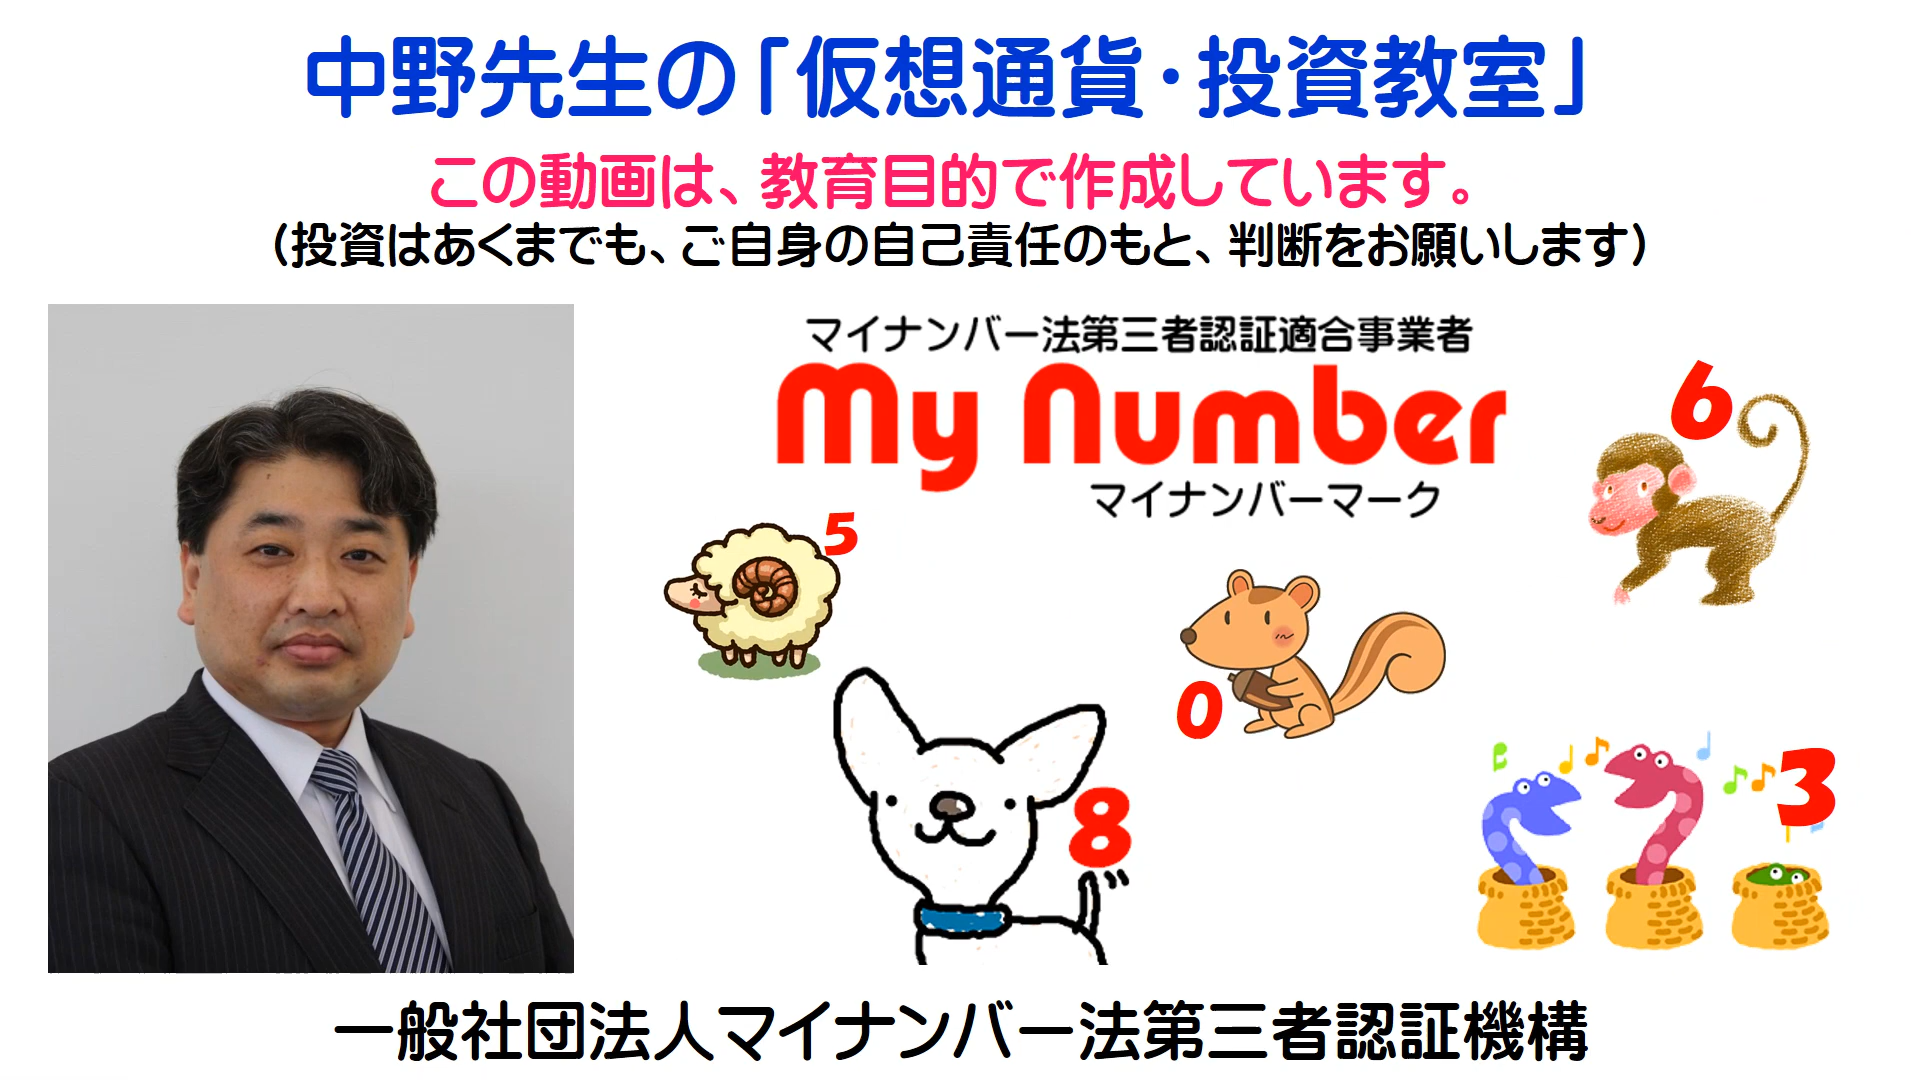 中野先生の「仮想通貨・投資教室」
この動画は、教育目的で作成しています。
（投資はあくまでも、ご自身の自己責任のもと、判断をお願いします）
マイナンバー法第三者認証適合事業者
My Number
マイナンバーマーク
6
5
0
3
8
一般社団法人マイナンバー法第三者認証機構